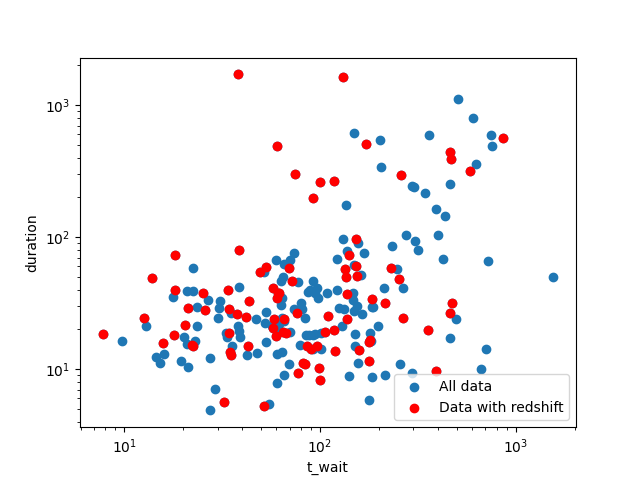 10³
10²
10¹
duration
10¹
10²
10³
t_wait
All data
Data with redshift